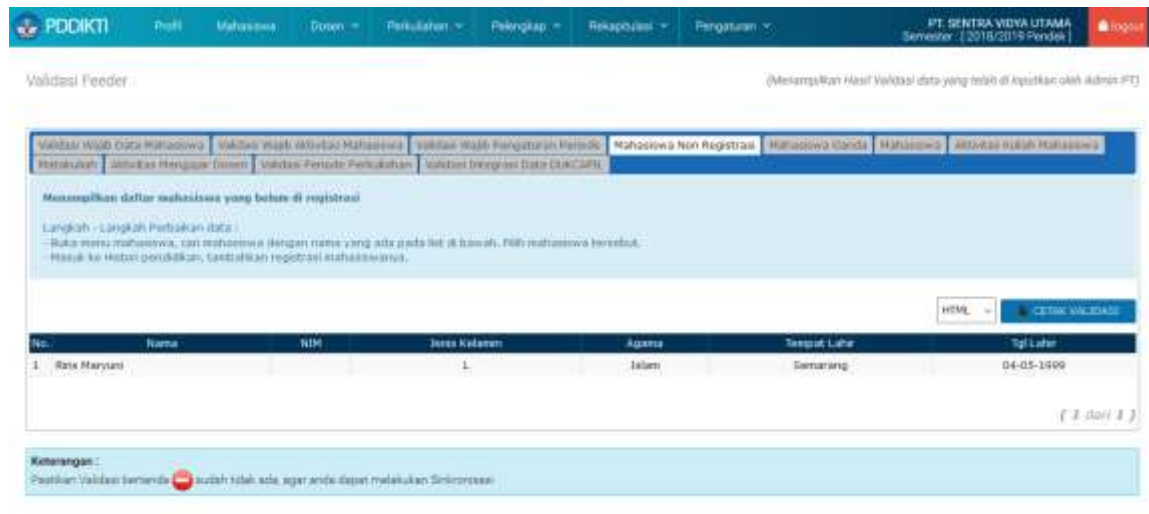 PDDIKTI Profil Mahasiswa Dosen Perkuliahan Pelengkap Rekapitulasi Pengaturan PT. SENTRA VIDYA UTAMA logout
Semester [ 2018/2019 Pendek ]
Validasi Feeder (Menampilkan Hasil Validasi data yang telah di inputkan oleh Admin PT)
Validasi Wajib Data Mahasiswa Validasi Wajib Aktivitas Mahasiswa Validasi Wajib Pengaturan Periode Mahasiswa Non Registrasi Mahasiswa Ganda Mahasiswa Aktivitas Kuliah Mahasiswa
Matakuliah Aktivitas Mengajar Dosen Validasi Periode Perkuliahan Validasi Integrasi Data DUKCAPIL
Menampilkan daftar mahasiswa yang belum di registrasi
Langkah - Langkah Perbaikan data :
- Buka menu mahasiswa, cari mahasiswa dengan nama yang ada pada list di bawah. Pilih mahasiswa tersebut.
- Masuk ke Histori pendidikan, tambahkan registrasi mahasiswanya.
HTML CETAK VALIDASI
No. Nama NIM Jenis Kelamin Agama Tempat Lahir Tgl Lahir
1 Maryuni L Islam Semarang 04-05-1999
( 1 dari 1 )
Keterangan :
Pastikan Validasi bertanda sudah tidak ada, agar anda dapat melakukan Sinkronisasi